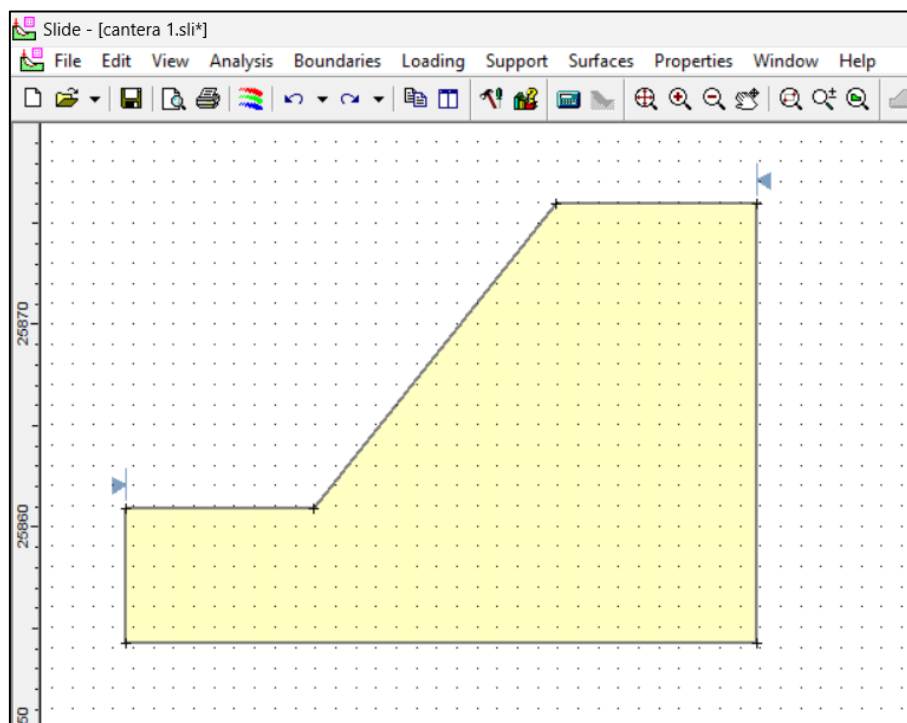 Slide - [cantera 1.sli*]
File Edit View Analysis Boundaries Loading Support Surfaces Properties Window Help
25870
25860
50